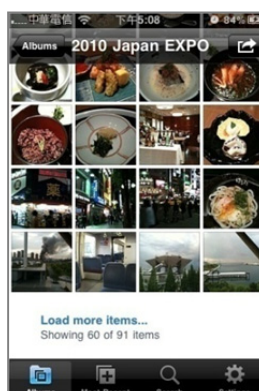 中華電信 下午5:08 84%
Albums 2010 Japan EXPO
Load more items...
Showing 60 of 91 items